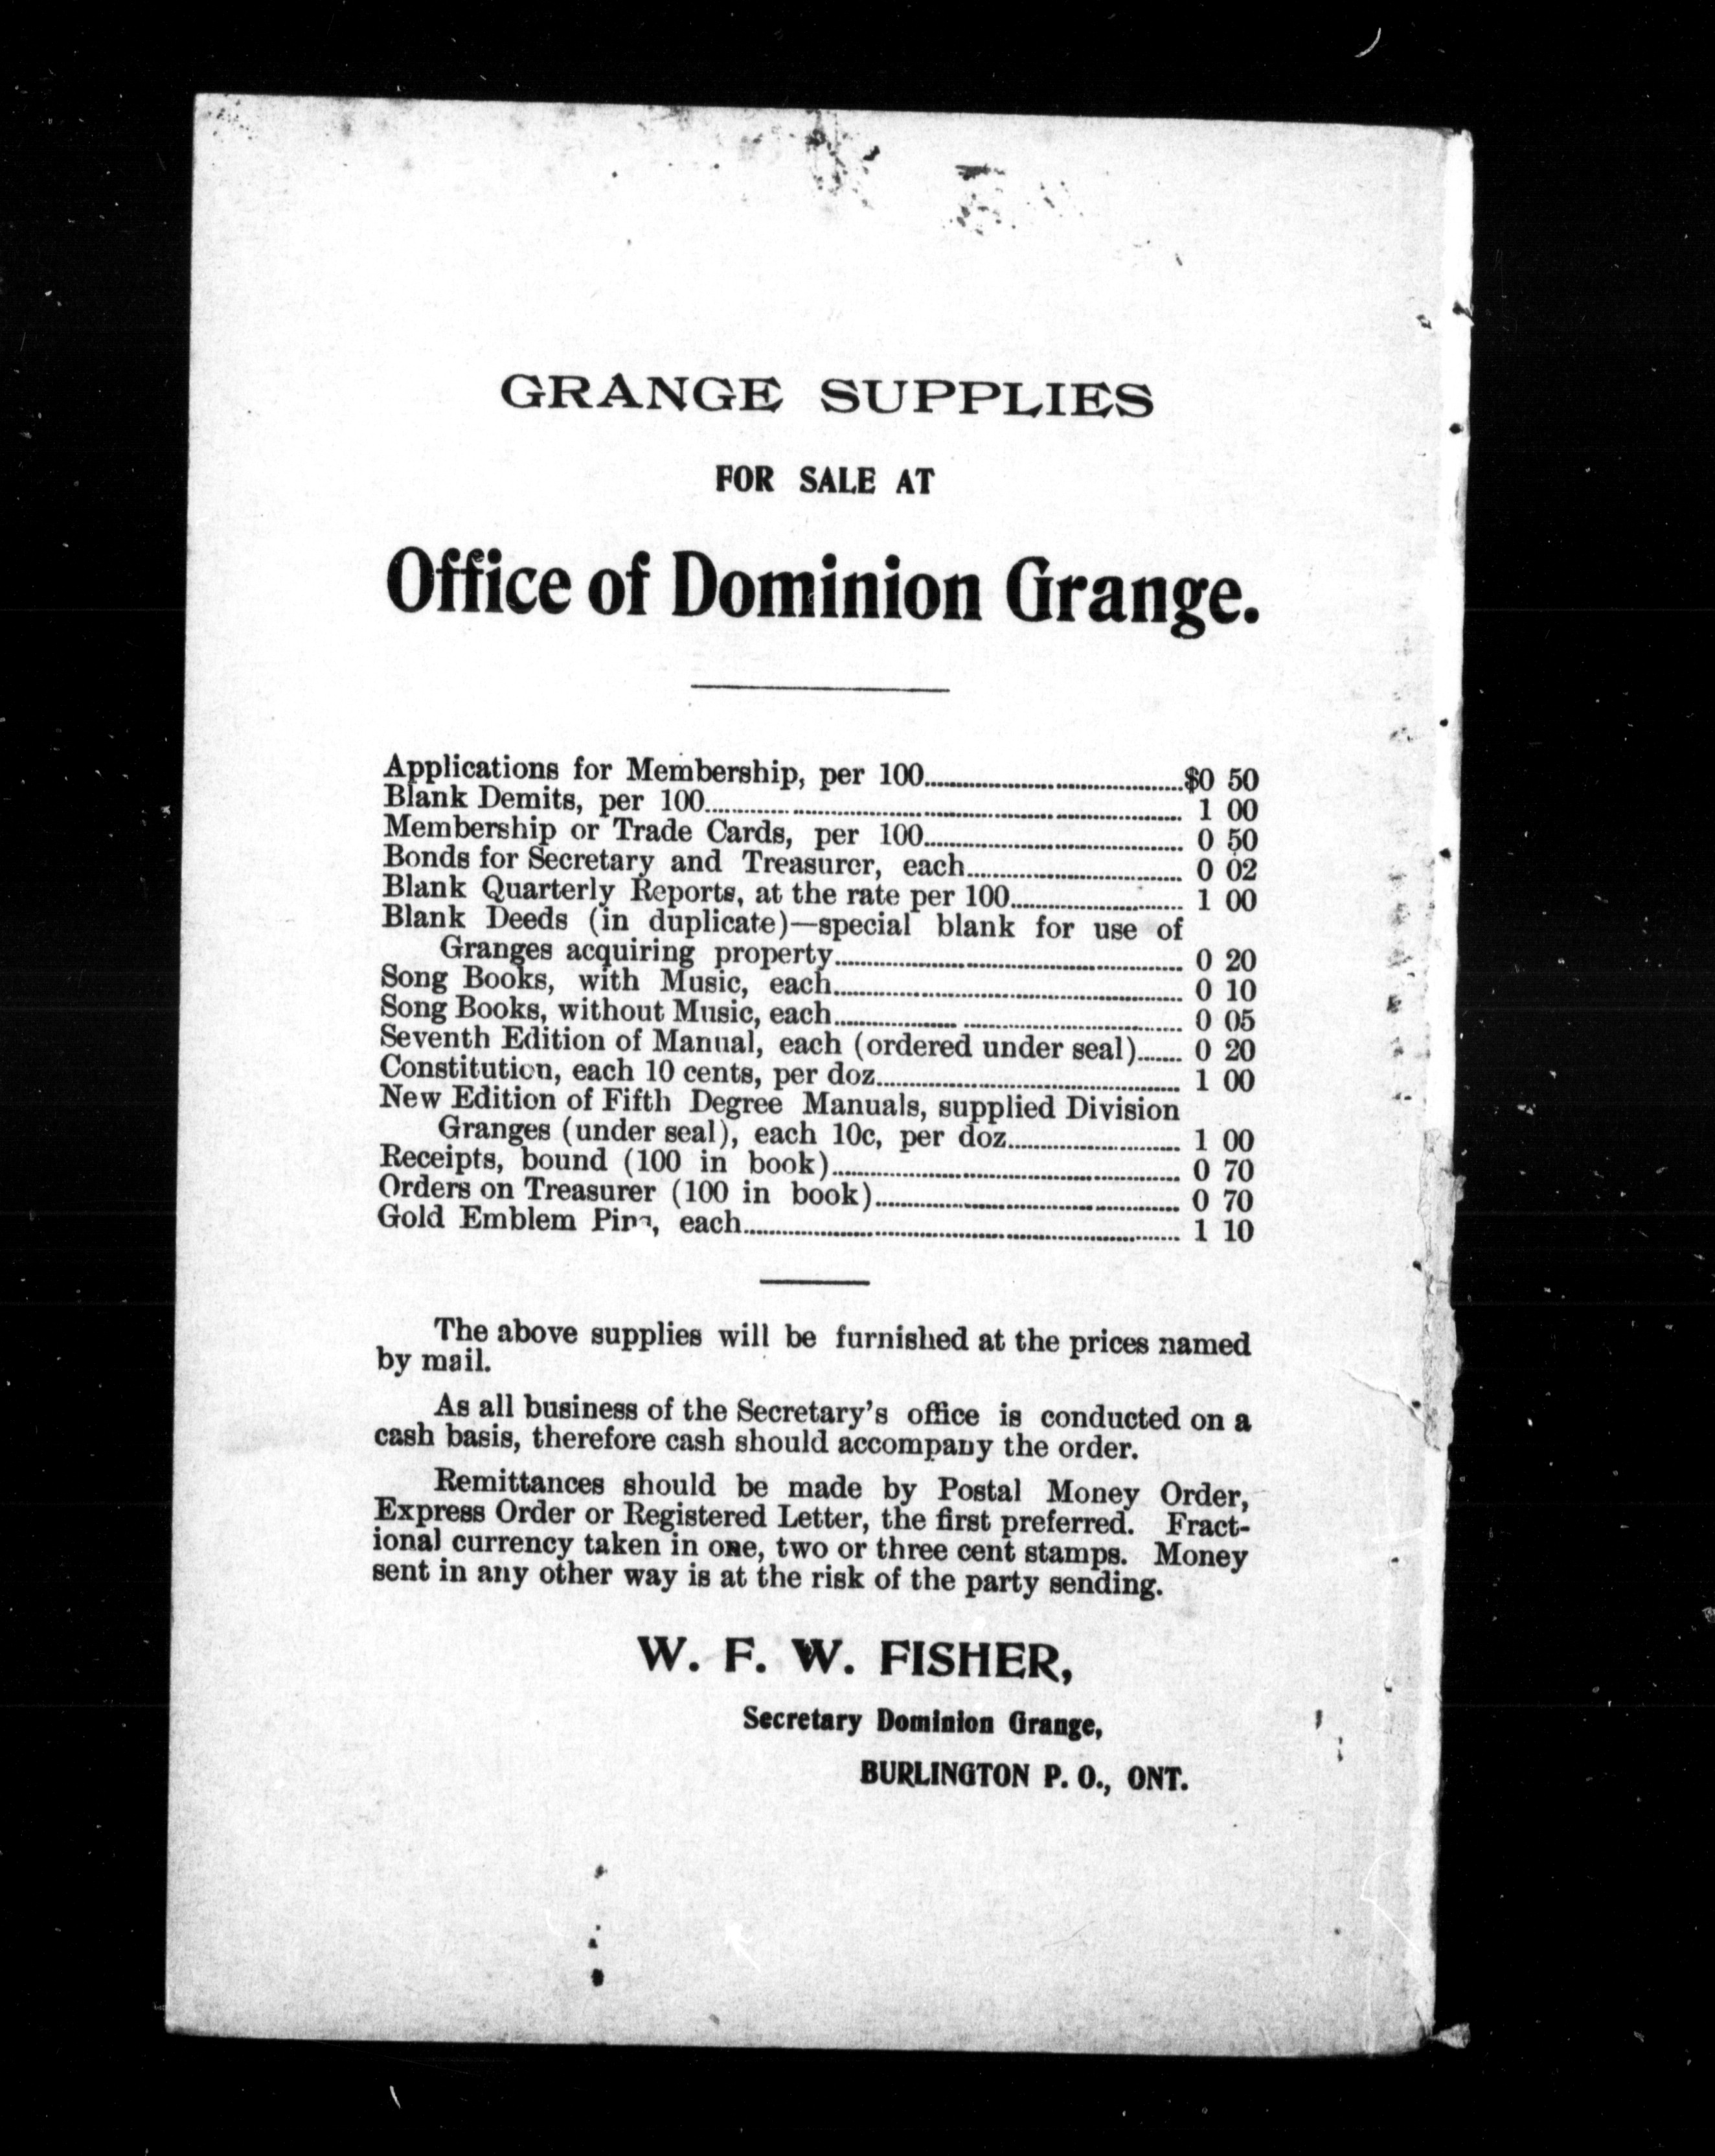 GRANGE SUPPLIES
FOR SALE AT
Office of Dominion Grange.
Applications for Membership, per 100........$0 50
Blank Demits, per 100........ 1 00
Membership or Trade Cards, per 100........ 0 50
Bonds for Secretary and Treasurer, each........ 0 02
Blank Quarterly Reports, at the rate per 100........ 1 00
Blank Deeds (in duplicate)—special blank for use of
Granges acquiring property........ 0 20
Song Books, with Music, each........ 0 10
Song Books, without Music, each........ 0 05
Seventh Edition of Manual, each (ordered under seal)....... 0 20
Constitution, each 10 cents, per doz........ 1 00
New Edition of Fifth Degree Manuals, supplied Division
Granges (under seal), each 10c, per doz........ 1 00
Receipts, bound (100 in book)........ 0 70
Orders on Treasurer (100 in book)........ 0 70
Gold Emblem Pins, each........ 1 10
The above supplies will be furnished at the prices named
by mail.
As all business of the Secretary's office is conducted on a
cash basis, therefore cash should accompany the order.
Remittances should be made by Postal Money Order,
Express Order or Registered Letter, the first preferred. Fract-
ional currency taken in one, two or three cent stamps. Money
sent in any other way is at the risk of the party sending.
W. F. W. FISHER,
Secretary Dominion Grange,
BURLINGTON P. O., ONT.